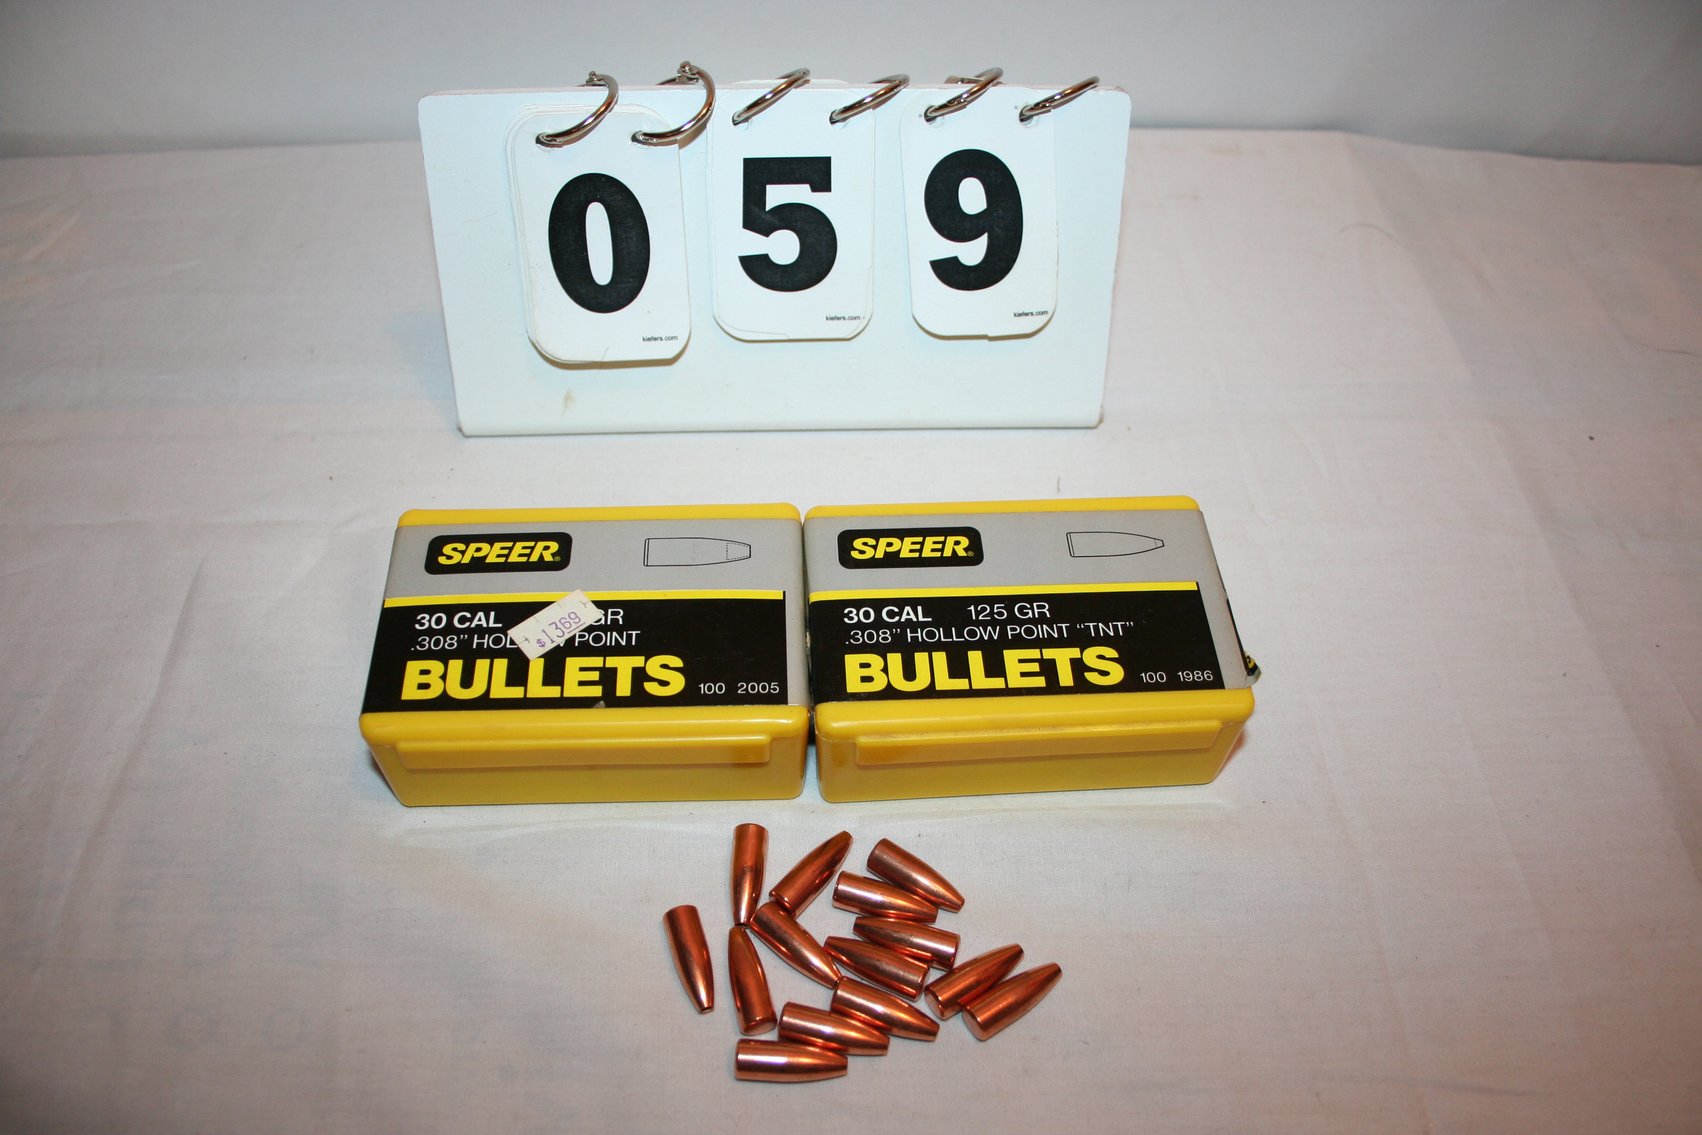 0 5 9
kiefers.com kiefers.com kiefers.com
SPEER®
30 CAL GR
.308" HOLLOW POINT
$1369
BULLETS 100 2005
SPEER®
30 CAL 125 GR
.308" HOLLOW POINT "TNT"
BULLETS 100 1986